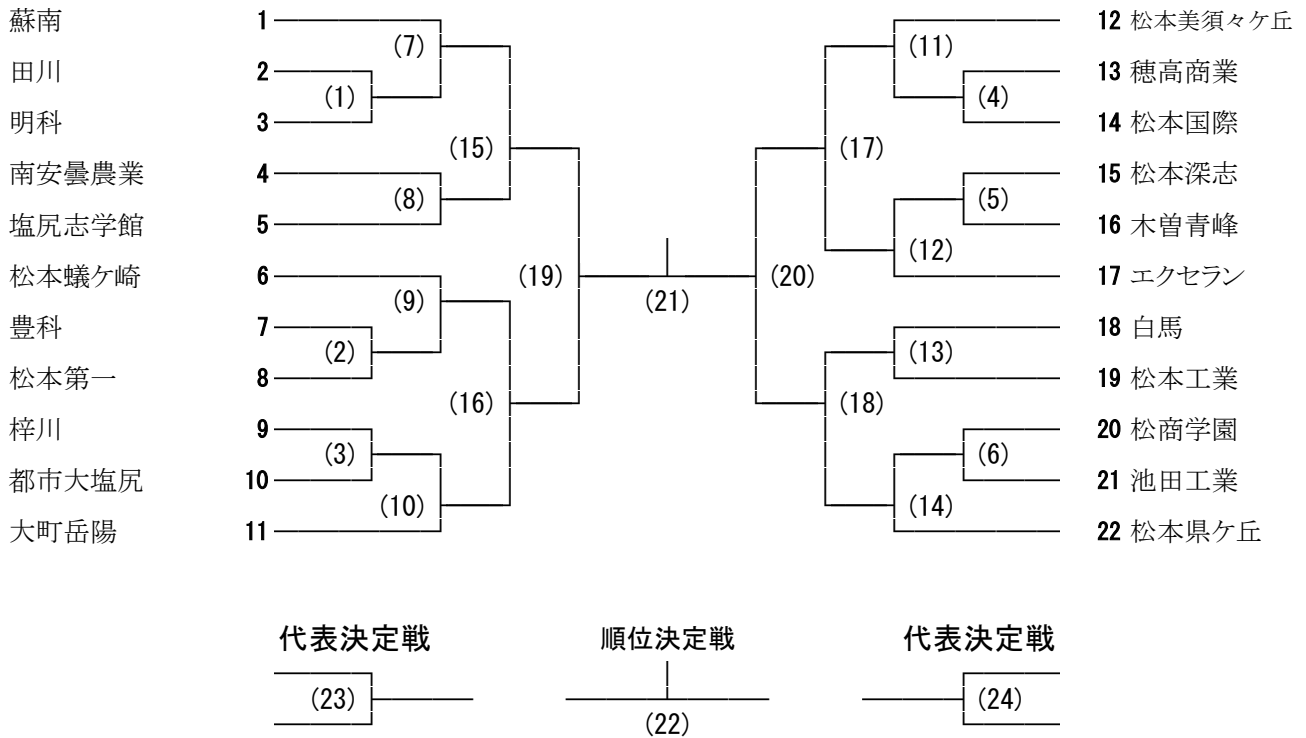 蘇南 1
田川 2
明科 3
南安曇農業 4
塩尻志学館 5
松本蟻ケ崎 6
豊科 7
松本第一 8
梓川 9
都市大塩尻 10
大町岳陽 11
(7)
(1)
(15)
(8)
(9)
(2)
(16)
(3)
(10)
(19)
(21)
(20)
(11)
(4)
(17)
(5)
(12)
(13)
(18)
(6)
(14)
12 松本美須々ケ丘
13 穂高商業
14 松本国際
15 松本深志
16 木曽青峰
17 エクセラン
18 白馬
19 松本工業
20 松商学園
21 池田工業
22 松本県ケ丘
代表決定戦
(23)
順位決定戦
(22)
代表決定戦
(24)